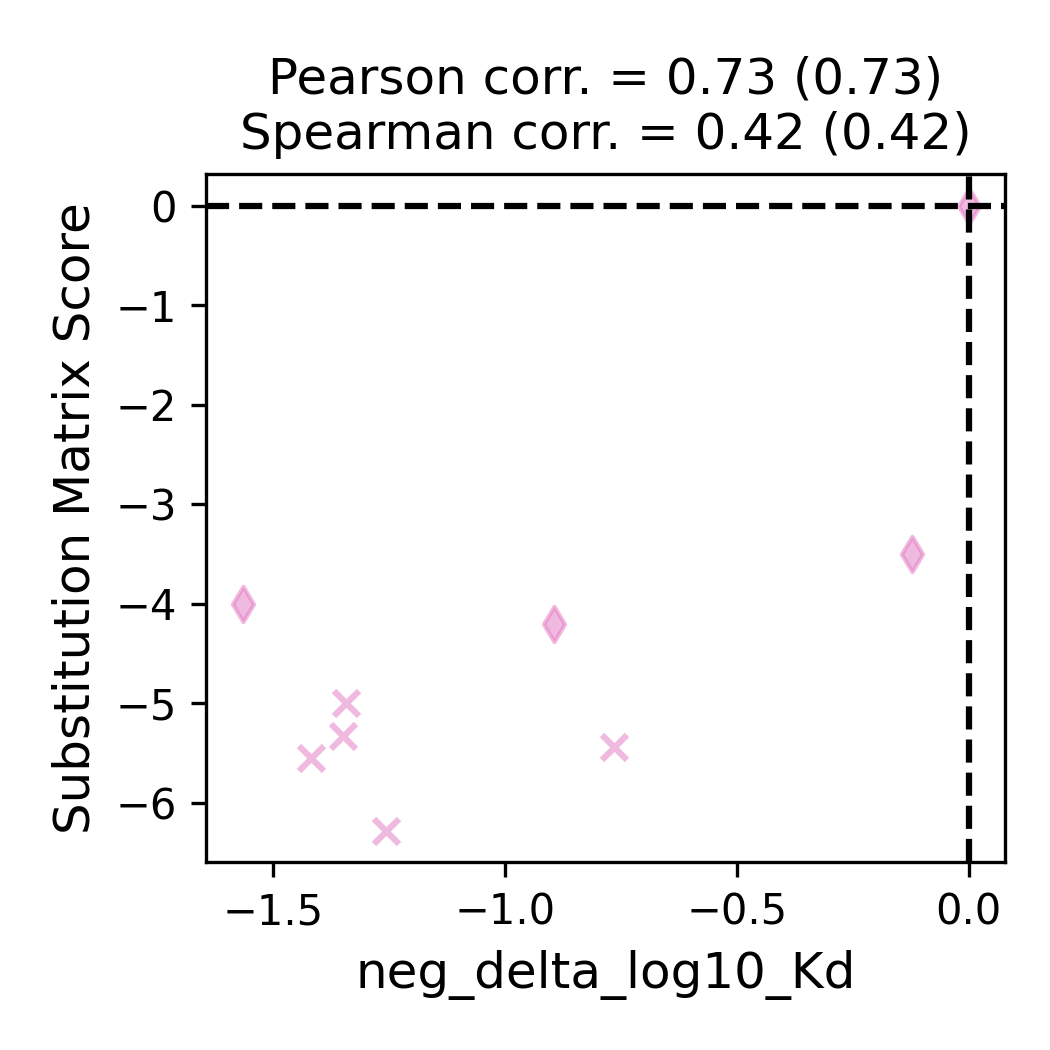 Pearson corr. = 0.73 (0.73)
Spearman corr. = 0.42 (0.42)
Substitution Matrix Score
0
−1
−2
−3
−4
−5
−6
−1.5
−1.0
−0.5
0.0
neg_delta_log10_Kd